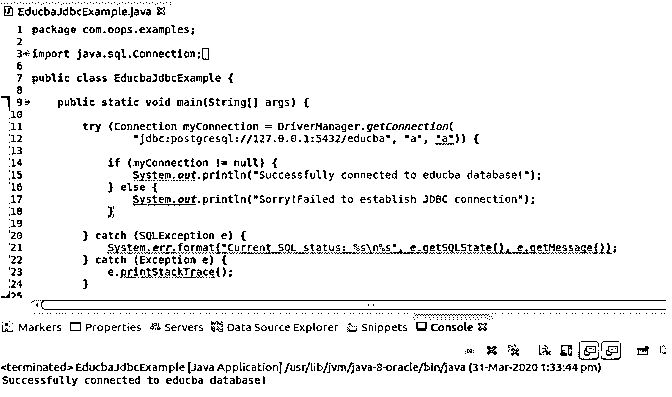 EducbaJdbcExample.java
1 package com.oops.examples;
2
3 import java.sql.Connection;
6
7 public class EducbaJdbcExample {
8
9 public static void main(String[] args) {
10
11 try (Connection myConnection = DriverManager.getConnection(
12 "jdbc:postgresql://127.0.0.1:5432/educba", "a", "a")) {
13
14 if (myConnection != null) {
15 System.out.println("Successfully connected to educba database!");
16 } else {
17 System.out.println("Sorry!Failed to establish JDBC connection");
18 }
19
20 } catch (SQLException e) {
21 System.err.format("Current SQL status: %s\n%s", e.getSQLState(), e.getMessage());
22 } catch (Exception e) {
23 e.printStackTrace();
24 }
25
Markers Properties Servers Data Source Explorer Snippets Console
<terminated> EducbaJdbcExample [Java Application] /usr/lib/jvm/java-8-oracle/bin/java (31-Mar-2020 1:33:44 pm)
Successfully connected to educba database!